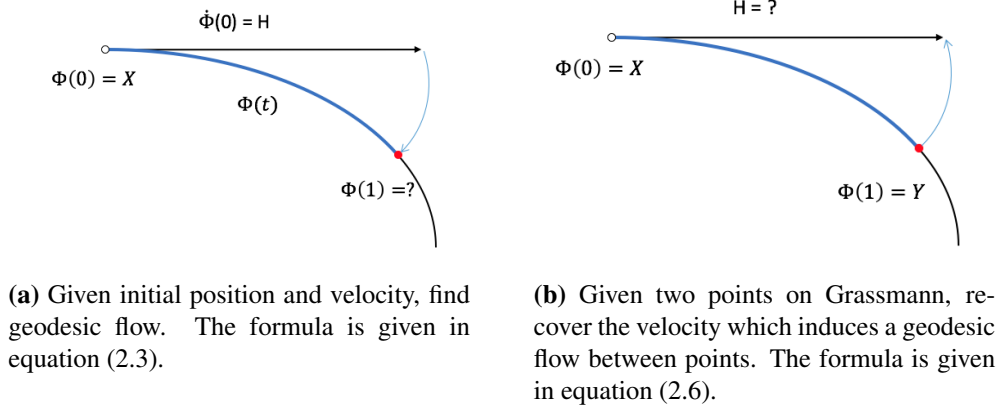 Φ̇(0) = H
Φ(0) = X
Φ(t)
Φ(1) =?
(a) Given initial position and velocity, find
geodesic flow. The formula is given in
equation (2.3).
H = ?
Φ(0) = X
Φ(1) = Y
(b) Given two points on Grassmann, re-
cover the velocity which induces a geodesic
flow between points. The formula is given
in equation (2.6).